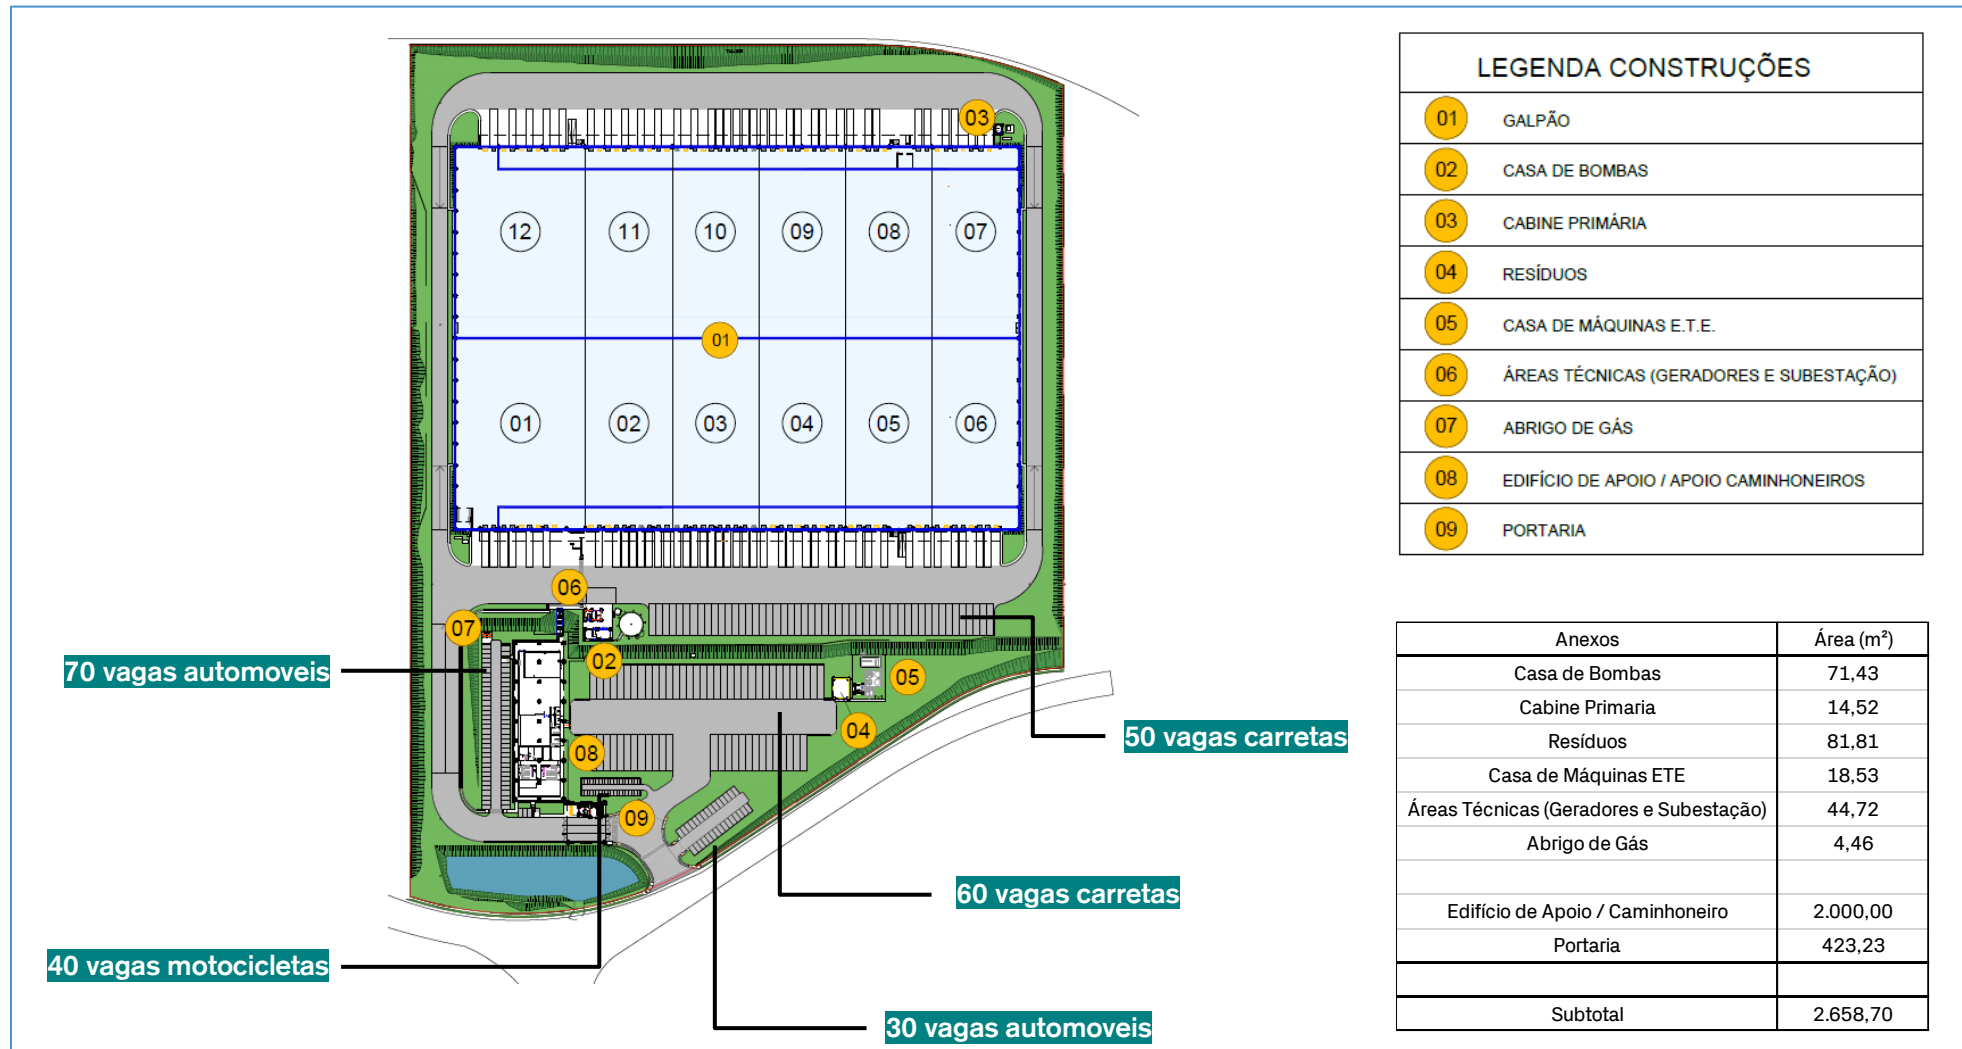 03
12
11
10
09
08
07
01
01
02
03
04
05
06
06
07
02
05
04
08
09
70 vagas automoveis
50 vagas carretas
60 vagas carretas
40 vagas motocicletas
30 vagas automoveis
LEGENDA CONSTRUÇÕES
01 GALPÃO
02 CASA DE BOMBAS
03 CABINE PRIMÁRIA
04 RESÍDUOS
05 CASA DE MÁQUINAS E.T.E.
06 ÁREAS TÉCNICAS (GERADORES E SUBESTAÇÃO)
07 ABRIGO DE GÁS
08 EDIFÍCIO DE APOIO / APOIO CAMINHONEIROS
09 PORTARIA
Anexos Área (m²)
Casa de Bombas 71,43
Cabine Primaria 14,52
Resíduos 81,81
Casa de Máquinas ETE 18,53
Áreas Técnicas (Geradores e Subestação) 44,72
Abrigo de Gás 4,46
Edifício de Apoio / Caminhoneiro 2.000,00
Portaria 423,23
Subtotal 2.658,70